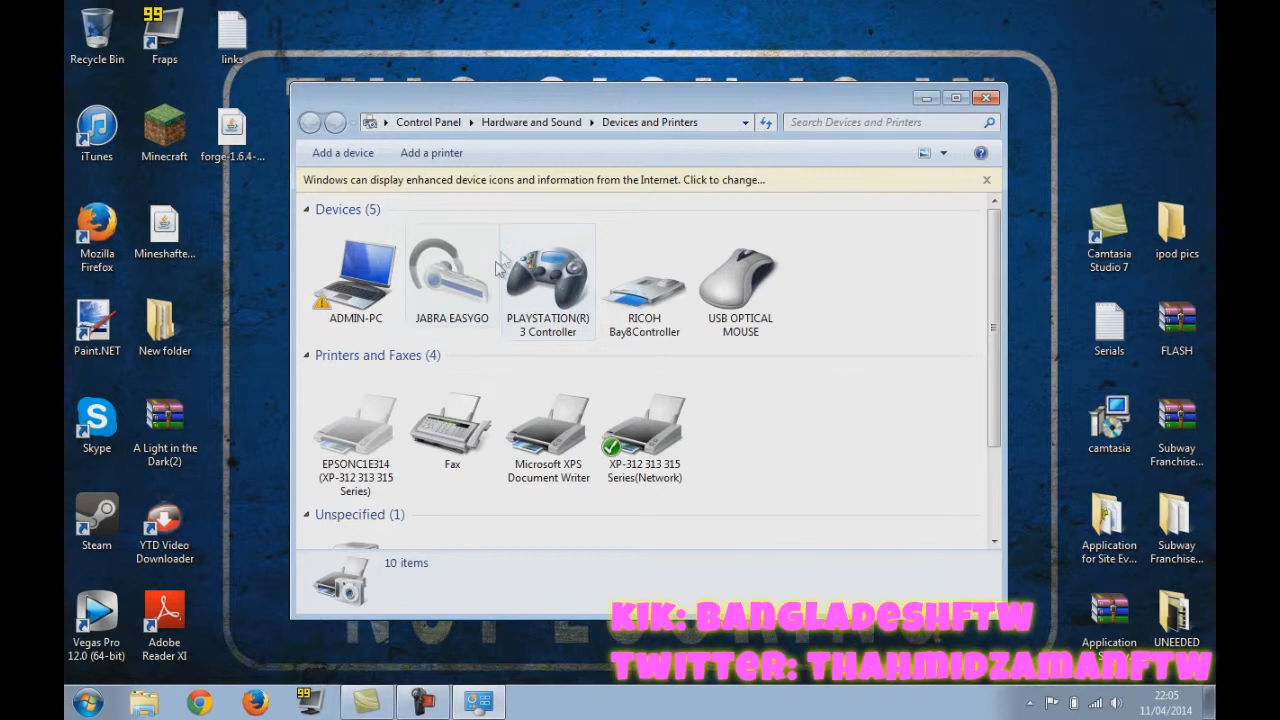 99
99
Recycle Bin
Fraps
links
iTunes
Minecraft
forge-1.6.4-...
Mozilla
Firefox
Mineshafte...
Paint.NET
New folder
Skype
A Light in the
Dark(2)
Steam
YTD Video
Downloader
Vegas Pro
12.0 (64-bit)
Adobe
Reader XI
Control Panel
Hardware and Sound
Devices and Printers
Search Devices and Printers
Add a device
Add a printer
Windows can display enhanced device icons and information from the Internet. Click to change...
Devices (5)
ADMIN-PC
JABRA EASYGO
PLAYSTATION(R)
3 Controller
RICOH
Bay8Controller
USB OPTICAL
MOUSE
Printers and Faxes (4)
EPSONC1E314
(XP-312 313 315
Series)
Fax
Microsoft XPS
Document Writer
XP-312 313 315
Series(Network)
Unspecified (1)
10 items
Camtasia
Studio 7
ipod pics
Serials
FLASH
camtasia
Subway
Franchise...
Application
for Site Ev...
Subway
Franchise...
Application
UNEEDED
Kik: BANGLADESHFTW
TWITTER: THAHMIDZAMANFTW
22:05
11/04/2014